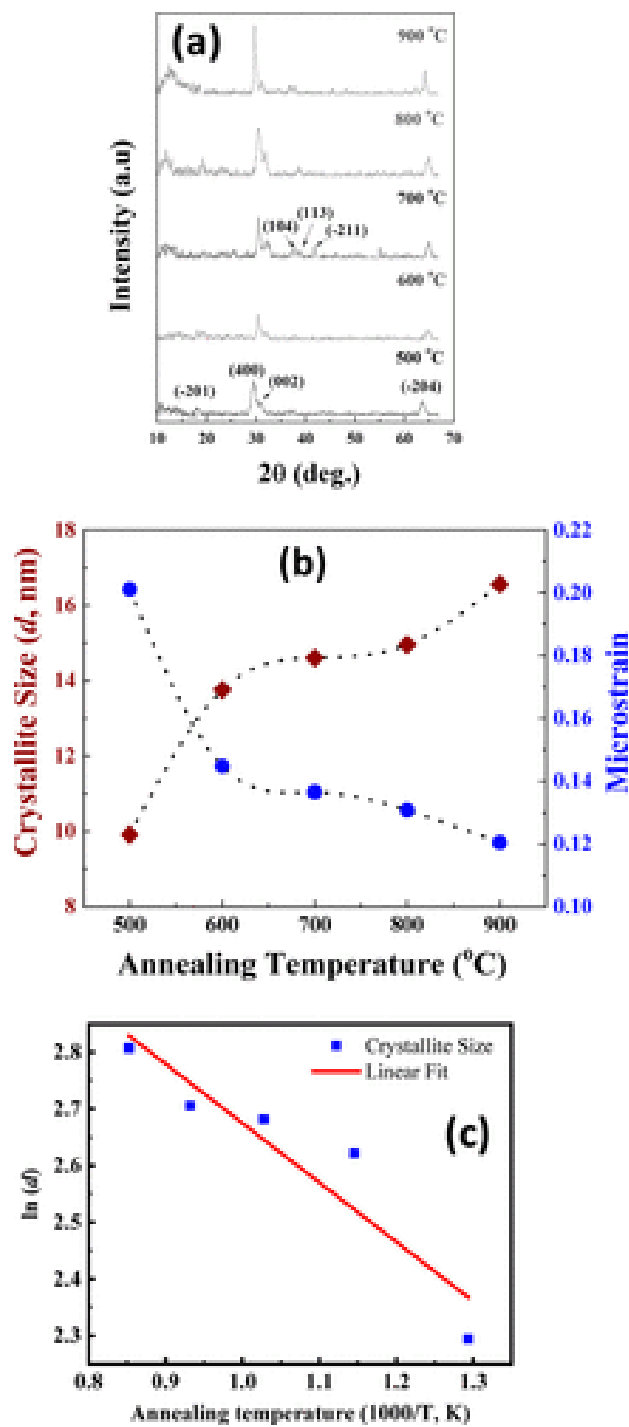 (a)
900 °C
800 °C
700 °C
(113)
(104)
(-211)
600 °C
500 °C
(400)
(002)
(-201)
(-204)
Intensity (a.u)
10 20 30 40 50 60 70
2θ (deg.)
(b)
18
16
14
12
10
8
Crystallite Size (d, nm)
0.22
0.20
0.18
0.16
0.14
0.12
0.10
Microstrain
500 600 700 800 900
Annealing Temperature (°C)
Crystallite Size
Linear Fit
(c)
2.8
2.7
2.6
2.5
2.4
2.3
ln (d)
0.8 0.9 1.0 1.1 1.2 1.3
Annealing temperature (1000/T, K)